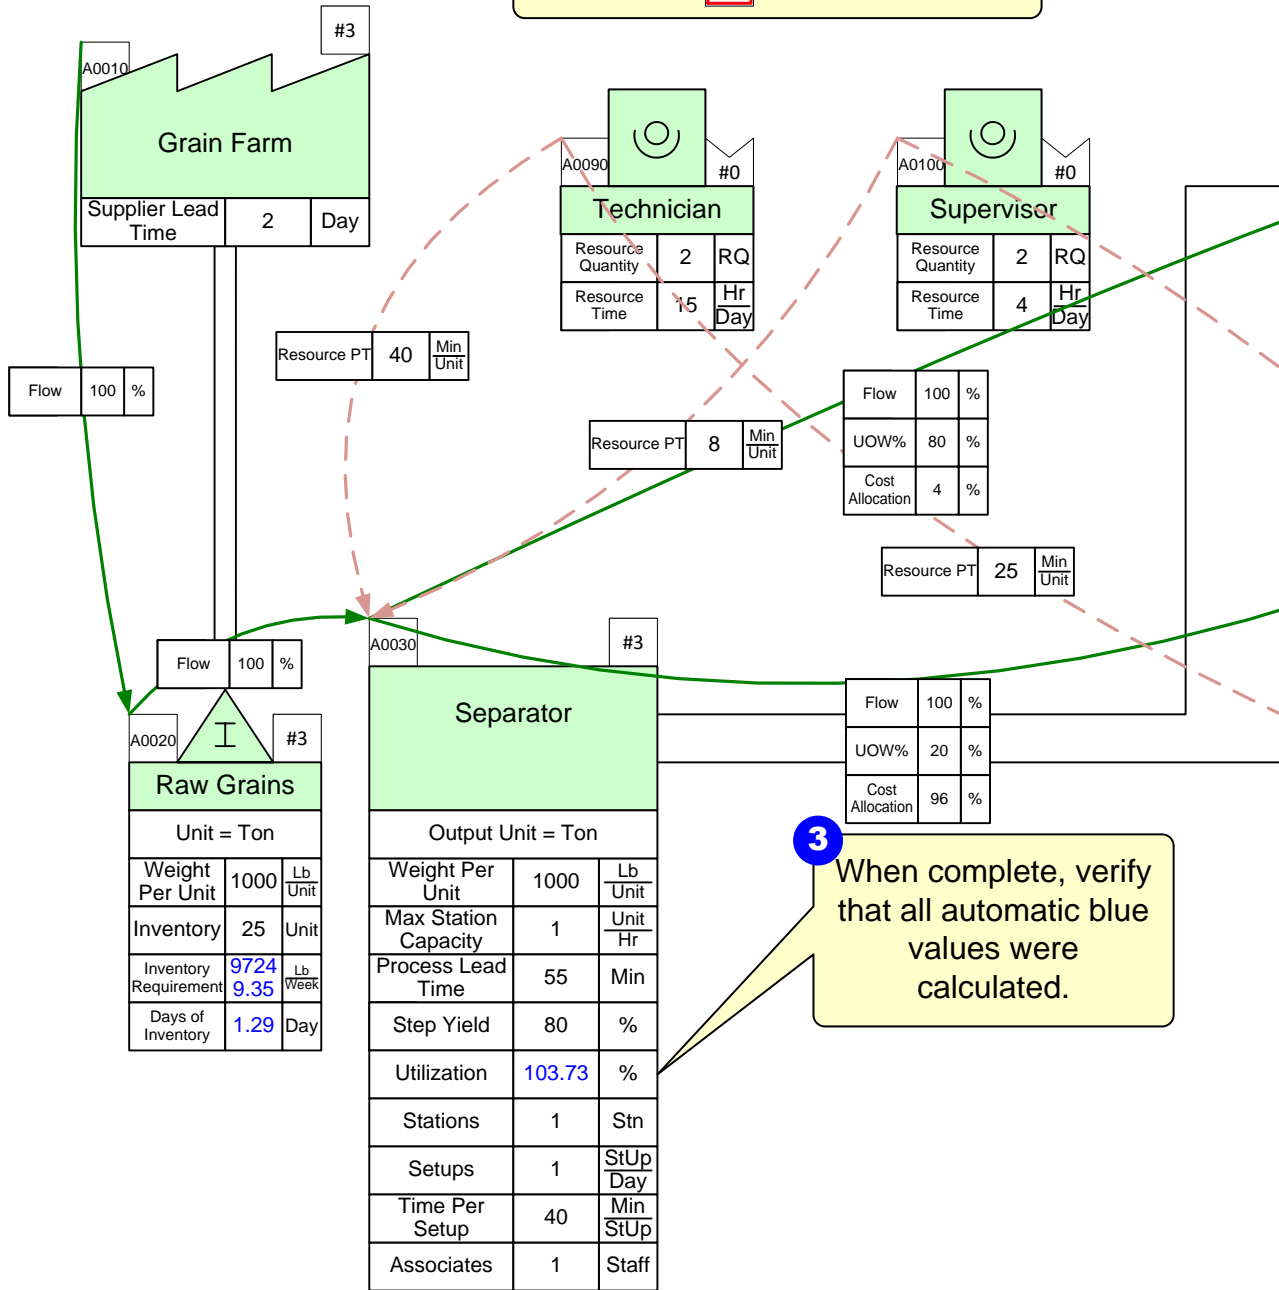 #3
A0010
Grain Farm
Supplier Lead
Time
2
Day
A0090
#0
Technician
Resource
Quantity
2
RQ
Resource
Time
15
Hr
Day
A0100
#0
Supervisor
Resource
Quantity
2
RQ
Resource
Time
4
Hr
Day
Resource PT
40
Min
Unit
Flow
100
%
Flow
100
%
UOW%
80
%
Cost
Allocation
4
%
Resource PT
8
Min
Unit
Resource PT
25
Min
Unit
Flow
100
%
A0020
I
#3
Raw Grains
Unit = Ton
Weight
Per Unit
1000
Lb
Unit
Inventory
25
Unit
Inventory
Requirement
9724
9.35
Lb
Week
Days of
Inventory
1.29
Day
A0030
#3
Separator
Output Unit = Ton
Weight Per
Unit
1000
Lb
Unit
Max Station
Capacity
1
Unit
Hr
Process Lead
Time
55
Min
Step Yield
80
%
Utilization
103.73
%
Stations
1
Stn
Setups
1
StUp
Day
Time Per
Setup
40
Min
StUp
Associates
1
Staff
Flow
100
%
UOW%
20
%
Cost
Allocation
96
%
3
When complete, verify
that all automatic blue
values were
calculated.